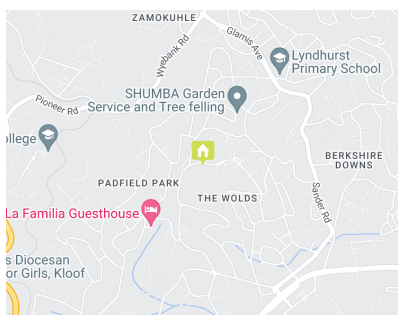 ZAMOKUHLE
Glamis Ave
Wyebank Rd
Lyndhurst
Primary School
SHUMBA Garden
Service and Tree felling
Pioneer Rd
ollege
BERKSHIRE
DOWNS
PADFIELD PARK
THE WOLDS
Sander Rd
La Familia Guesthouse
s Diocesan
or Girls, Kloof